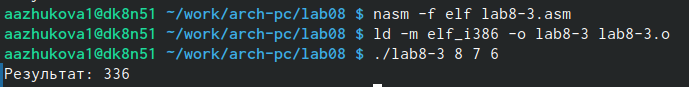 aazhukova1@dk8n51 ~/work/arch-pc/lab08 $ nasm -f elf lab8-3.asm
aazhukova1@dk8n51 ~/work/arch-pc/lab08 $ ld -m elf_i386 -o lab8-3 lab8-3.o
aazhukova1@dk8n51 ~/work/arch-pc/lab08 $ ./lab8-3 8 7 6
Результат: 336